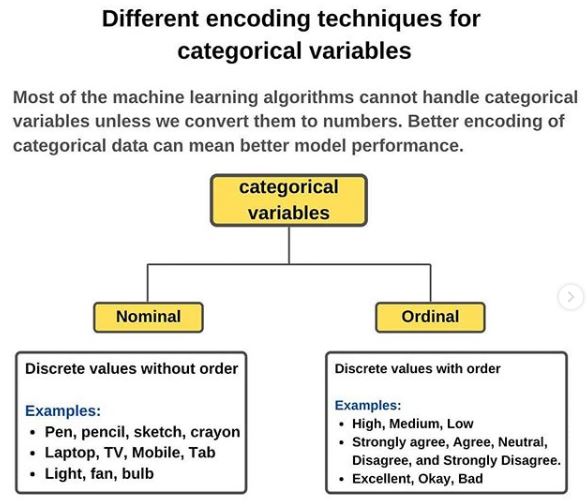 Different encoding techniques for
categorical variables
Most of the machine learning algorithms cannot handle categorical
variables unless we convert them to numbers. Better encoding of
categorical data can mean better model performance.
categorical
variables
Nominal
Ordinal
Discrete values without order
Examples:
• Pen, pencil, sketch, crayon
• Laptop, TV, Mobile, Tab
• Light, fan, bulb
Discrete values with order
Examples:
• High, Medium, Low
• Strongly agree, Agree, Neutral,
Disagree, and Strongly Disagree.
• Excellent, Okay, Bad